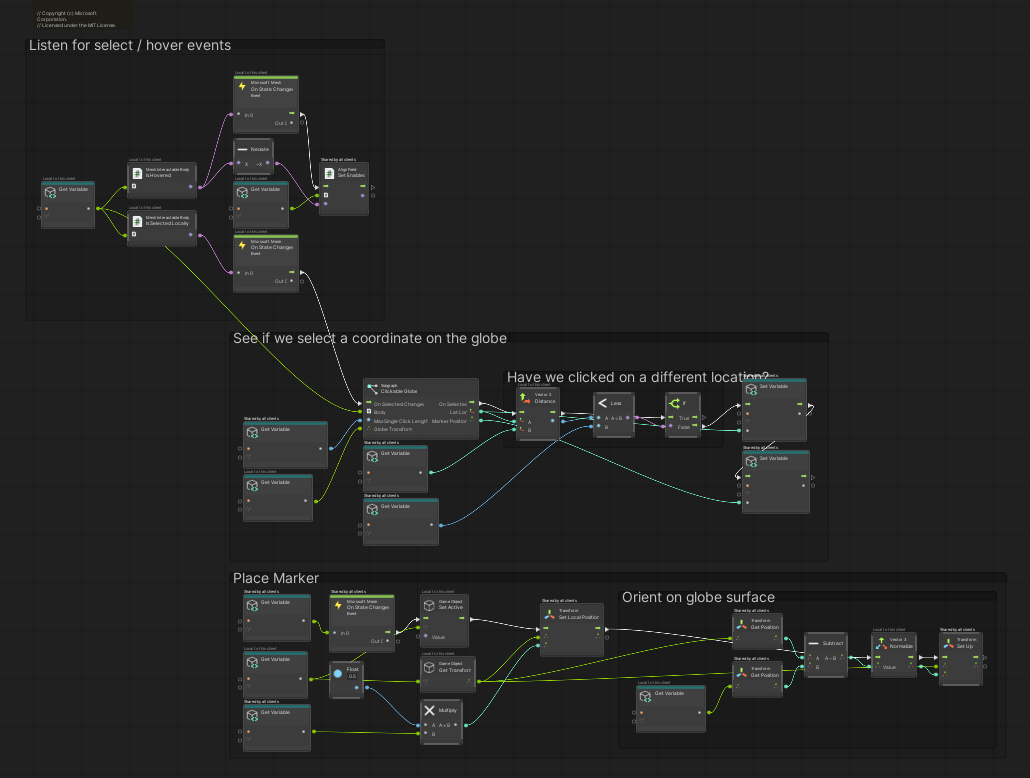 // Copyright (c) Microsoft
Corporation.
// Licensed under the MIT License.
Listen for select / hover events
Local to this client
Microsoft Mesh
On State Changed
Event
In 0
Out 0
Local to this client
Mesh Interactable Body
Is Hovered
Negate
X -X
Shared by all clients
Align Field
Set Enabled
Local to this client
Get Variable
Local to this client
Get Variable
Local to this client
Mesh Interactable Body
Is Selected Locally
Local to this client
Microsoft Mesh
On State Changed
Event
In 0
Out 0
See if we select a coordinate on the globe
Have we clicked on a different location?
Subgraph
Clickable Globe
On Selected Changed
On Selected
Body
Lat Lon
Max Single Click Length
Marker Position
Globe Transform
Local to this client
Vector 3
Distance
Less
A A < B
B
If
True
False
Shared by all clients
Set Variable
Shared by all clients
Get Variable
Shared by all clients
Get Variable
Shared by all clients
Set Variable
Local to this client
Get Variable
Shared by all clients
Get Variable
Place Marker
Orient on globe surface
Shared by all clients
Get Variable
Shared by all clients
Microsoft Mesh
On State Changed
Event
In 0
Out 0
Local to this client
Game Object
Set Active
Value
Shared by all clients
Transform
Set Local Position
Shared by all clients
Transform
Get Position
Subtract
A A - B
B
Local to this client
Vector 3
Normalize
Value
Shared by all clients
Transform
Set Up
Local to this client
Get Variable
Float
0.5
Local to this client
Game Object
Get Transform
Shared by all clients
Transform
Get Position
Local to this client
Get Variable
Shared by all clients
Get Variable
Multiply
A A × B
B